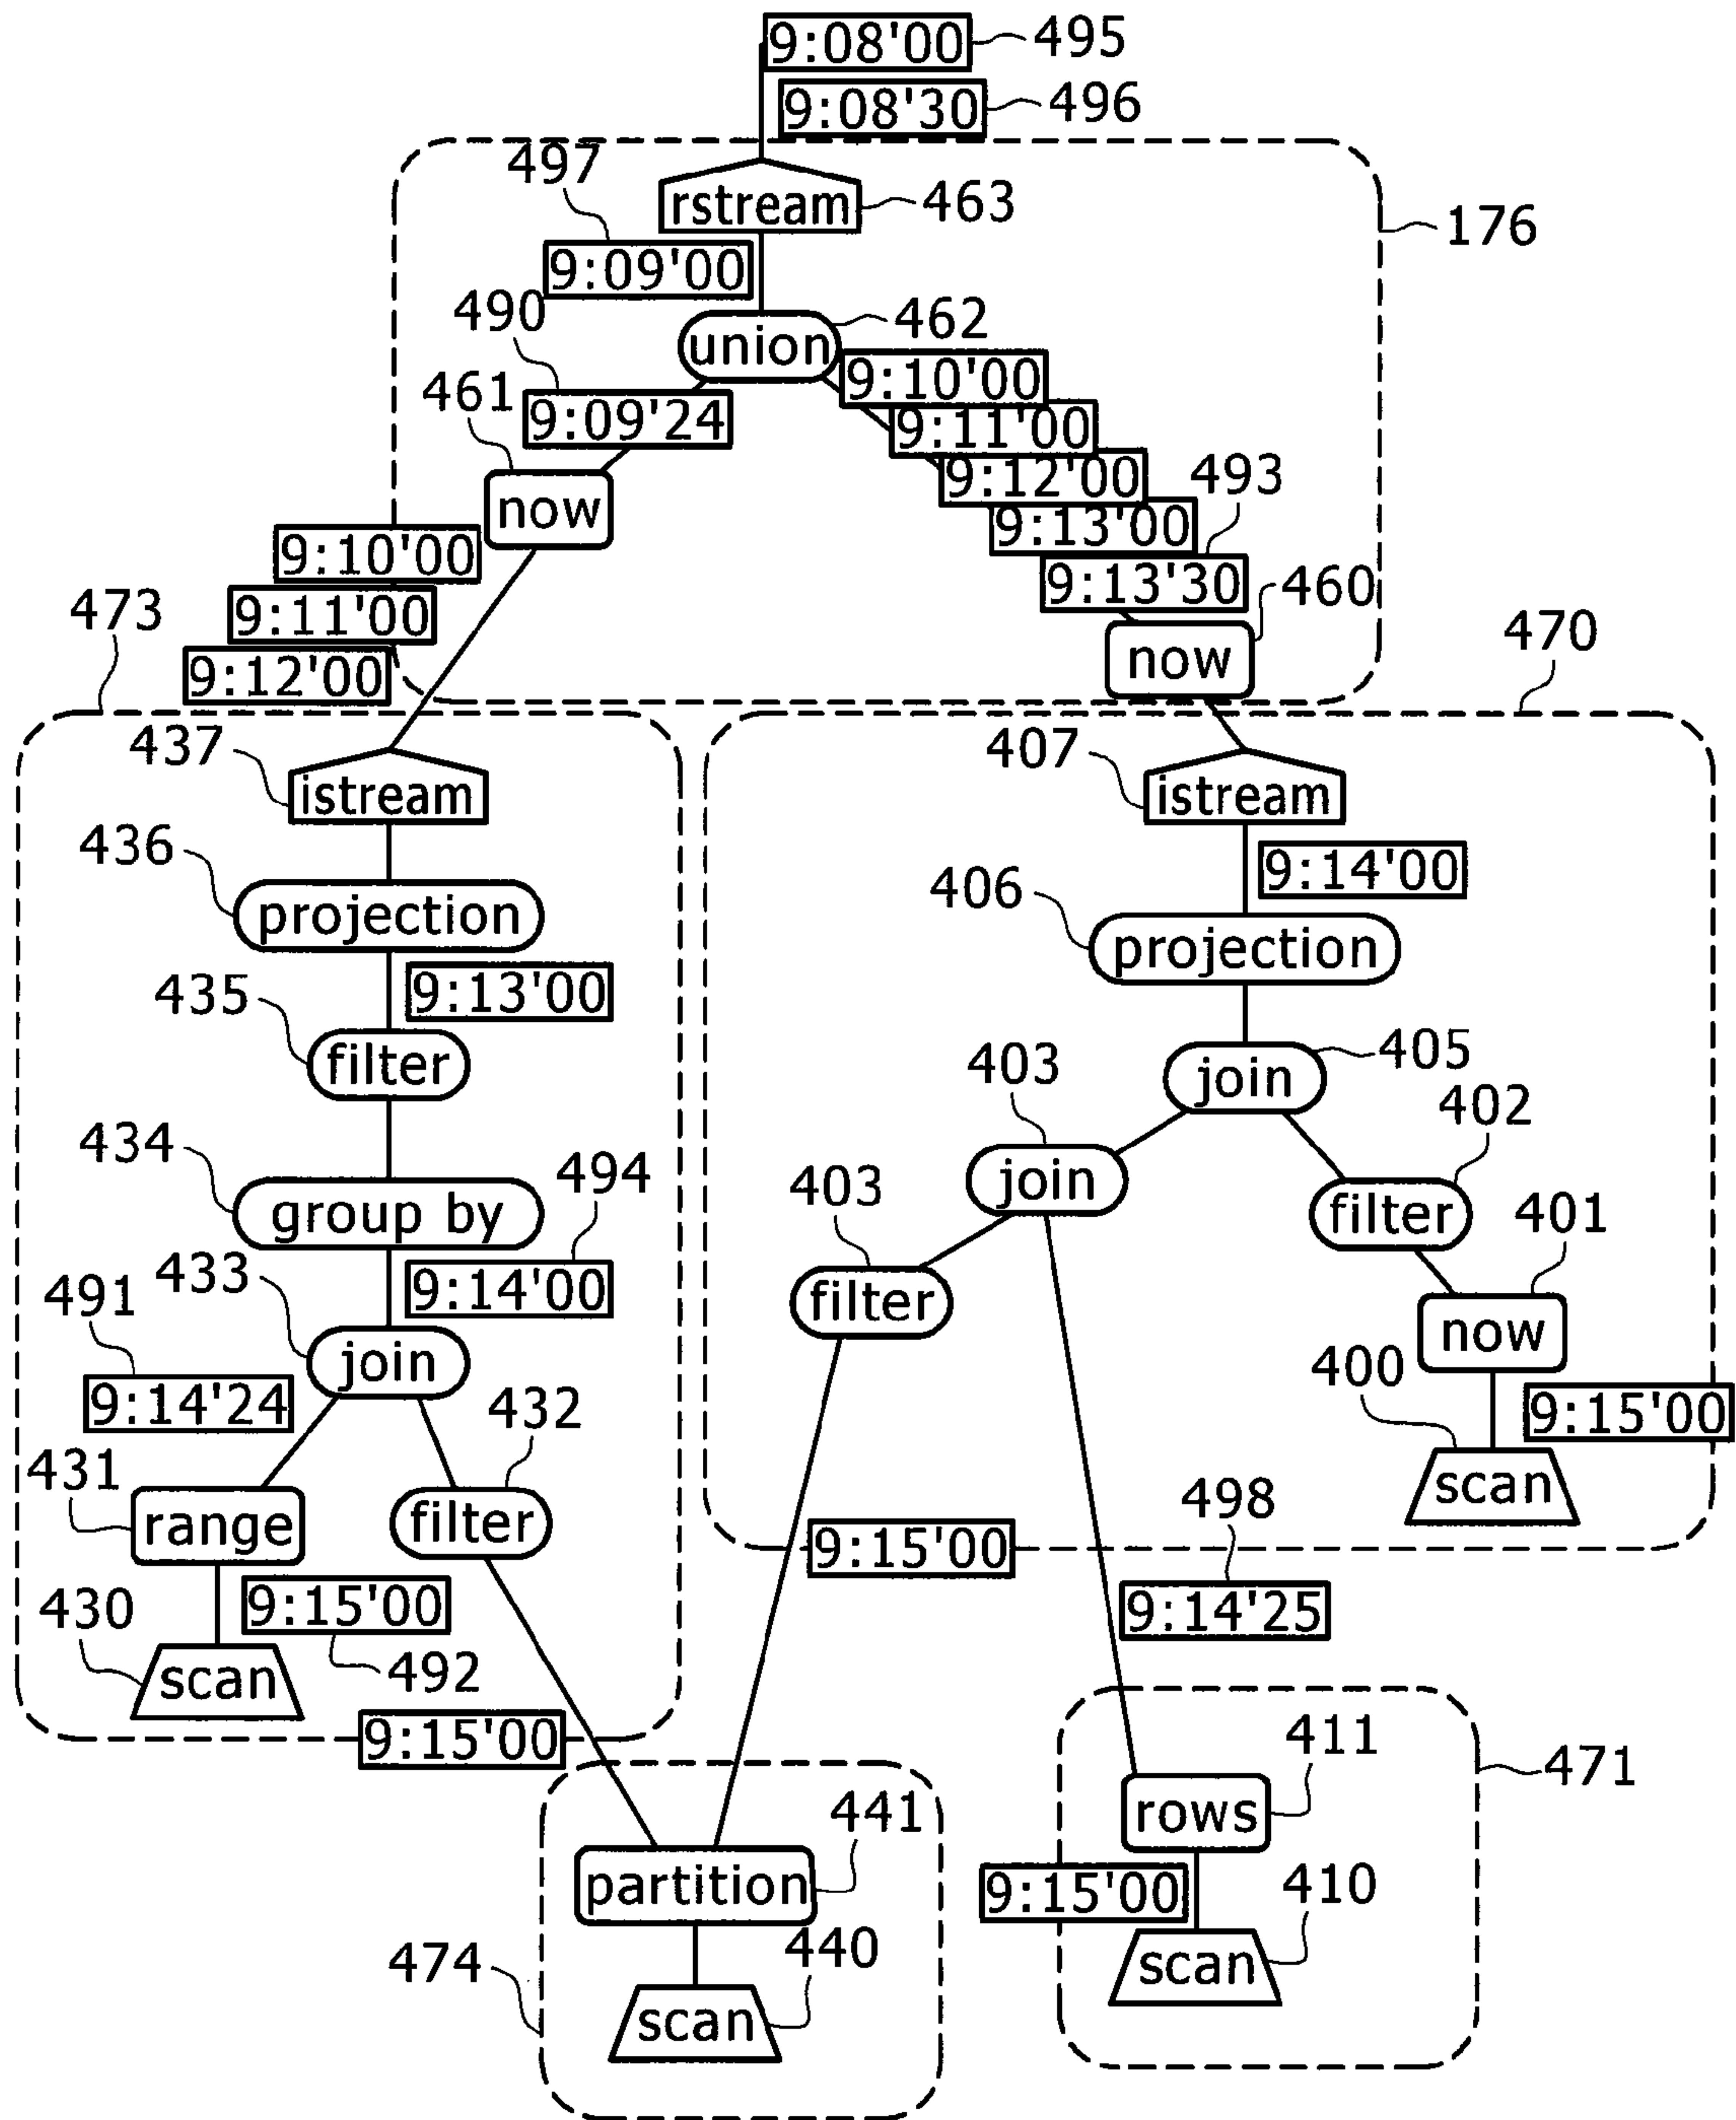 9:08'00 495
9:08'30 496
497
rstream 463
176
9:09'00
490
462
union
9:10'00
461
9:09'24
9:11'00
9:12'00
493
now
9:13'00
9:10'00
9:13'30
460
473
9:11'00
470
now
9:12'00
437
407
istream
istream
436
9:14'00
406
projection
projection
9:13'00
435
filter
403
405
join
402
434
494
403
join
group by
filter
401
433
9:14'00
491
filter
now
join
400
9:14'24
432
9:15'00
431
scan
498
range
filter
9:15'00
430
9:15'00
9:14'25
scan
492
9:15'00
411
471
441
rows
partition
9:15'00
410
440
474
scan
scan